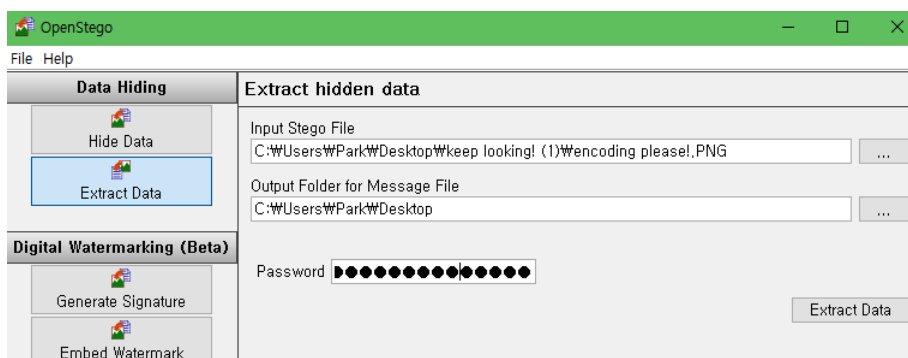 OpenStego
File Help
Data Hiding
Hide Data
Extract Data
Digital Watermarking (Beta)
Generate Signature
Embed Watermark
Extract hidden data
Input Stego File
C:₩Users₩Park₩Desktop₩keep looking! (1)₩encoding please!.PNG
...
Output Folder for Message File
C:₩Users₩Park₩Desktop
...
Password
Extract Data